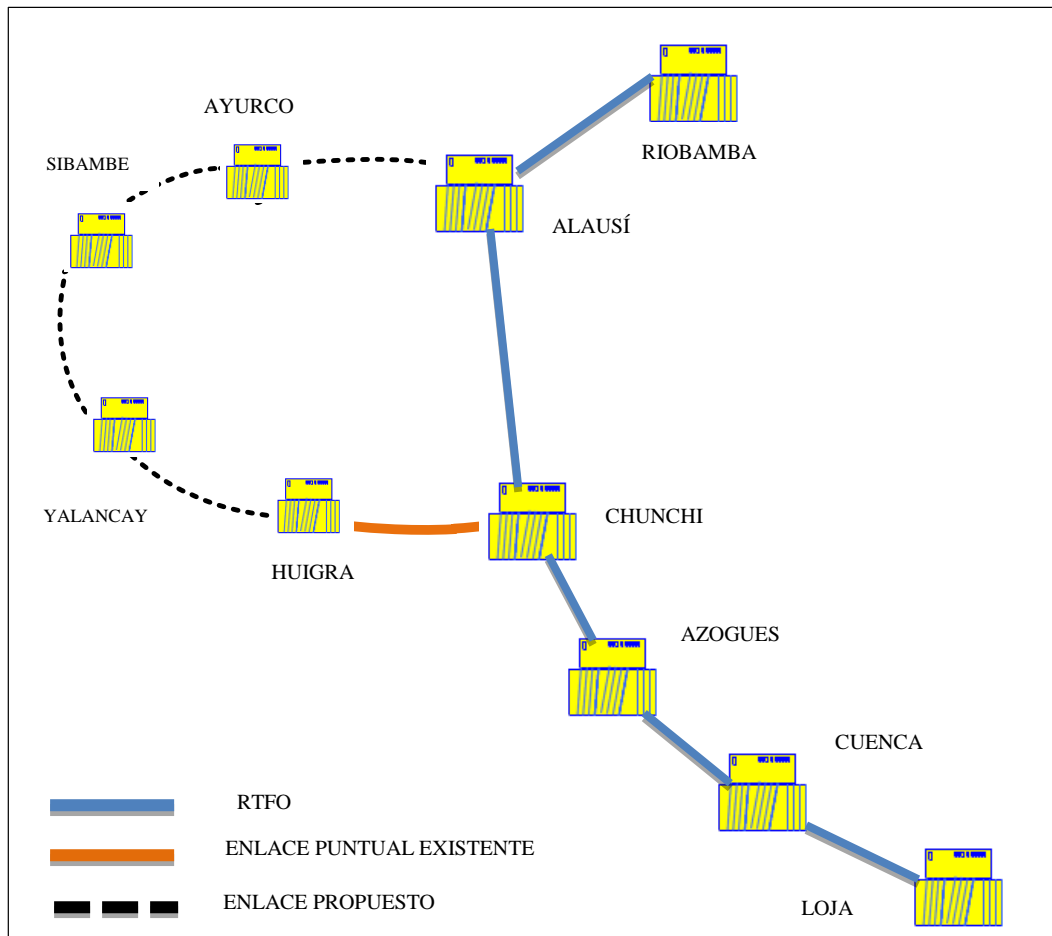 AYURCO
SIBAMBE
RIOBAMBA
ALAUSÍ
YALANCAY
CHUNCHI
HUIGRA
AZOGUES
CUENCA
RTFO
ENLACE PUNTUAL EXISTENTE
ENLACE PROPUESTO
LOJA